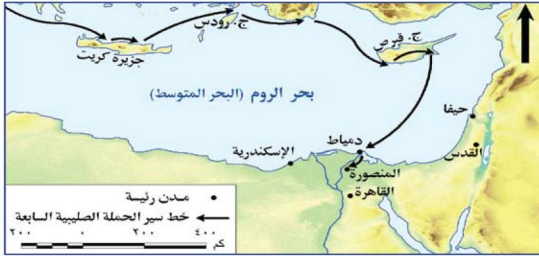 ج. رودس
ج. قبرص
جزيرة كريت
بحر الروم (البحر المتوسط)
حيفا
القدس
دمياط
الإسكندرية
المنصورة
القاهرة
مدن رئيسة
خط سير الحملة الصليبية السابعة
٢٠٠ ٠ ٢٠٠ ٤٠٠
كم